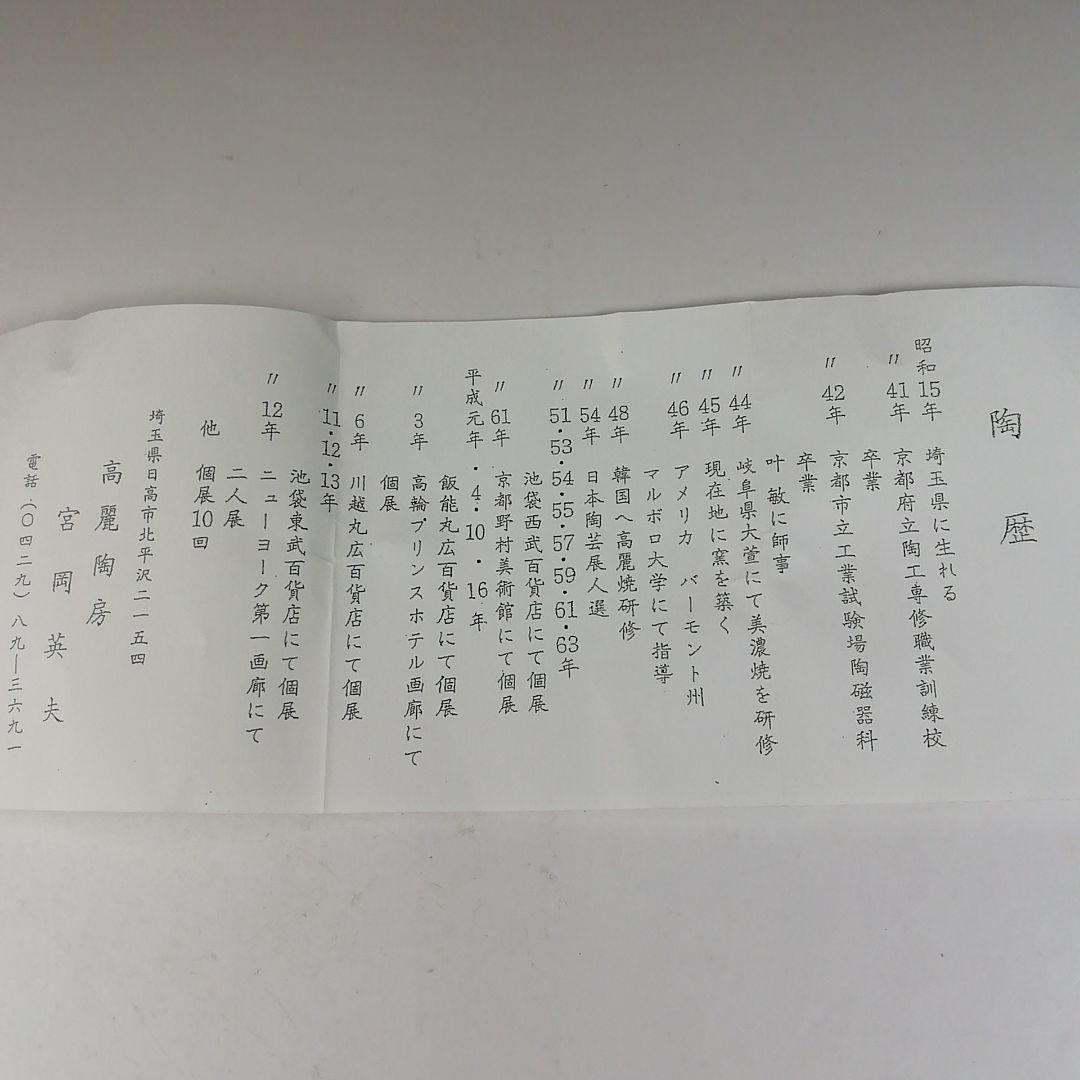 陶歴
昭和15年 埼玉県に生れる
〃41年 京都府立陶工専修職業訓練校
卒業
〃42年 京都市立工業試験場陶磁器科
卒業
叶 敏に師事
〃44年 岐阜県大萱にて美濃焼を研修
〃45年 現在地に窯を築く
〃46年 アメリカ バーモント州
マルボロ大学にて指導
〃48年 韓国へ高麗焼研修
〃54年 日本陶芸展人選
〃51・53・54・55・57・59・61・63年
池袋西武百貨店にて個展
〃61年 京都野村美術館にて個展
平成元年・4・10・16年
飯能丸広百貨店にて個展
〃3年 高輪プリンスホテル画廊にて
個展
〃6年 川越丸広百貨店にて個展
〃11・12・13年
池袋東武百貨店にて個展
〃12年 ニューヨーク第一画廊にて
二人展
他 個展10回
埼玉県日高市北平沢二一五四
高麗陶房
宮岡英夫
電話・(〇四二九)八九―三六九一